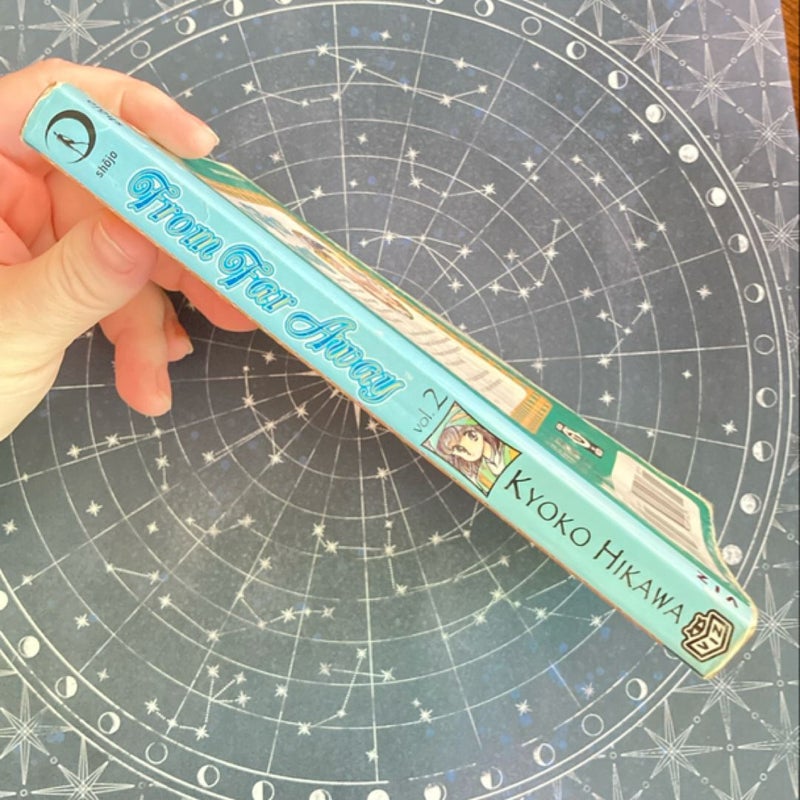 shōjo
From Far Away
vol. 2
KYOKO HIKAWA
VIZ